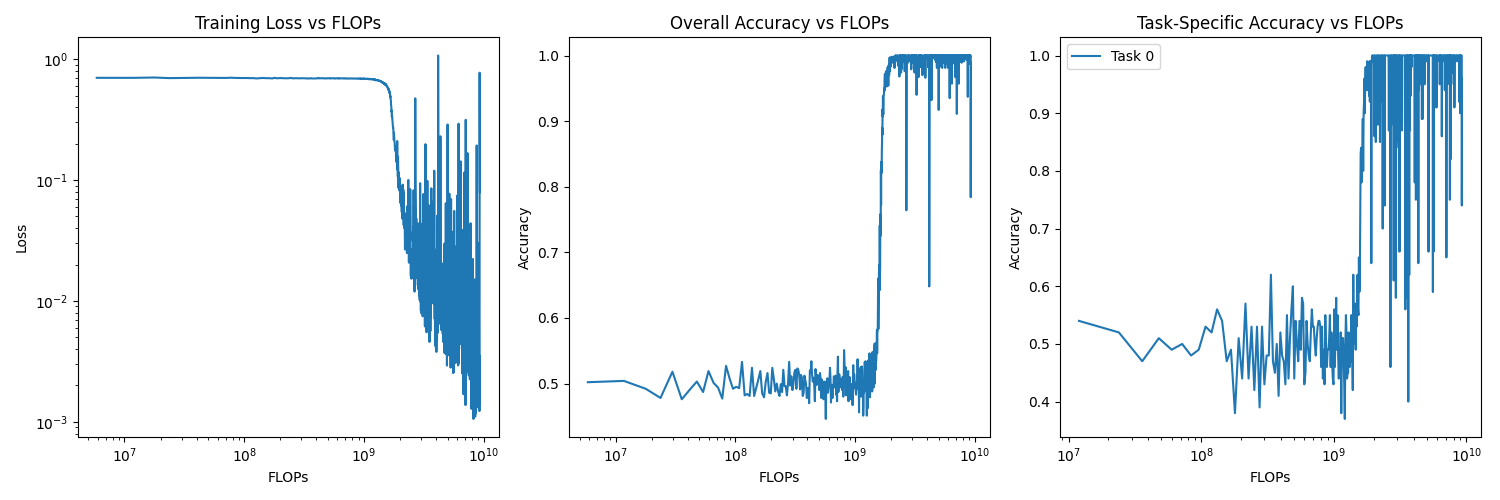 Training Loss vs FLOPs
Overall Accuracy vs FLOPs
Task-Specific Accuracy vs FLOPs
Loss
10⁰
10⁻¹
10⁻²
10⁻³
10⁷
10⁸
10⁹
10¹⁰
FLOPs
Accuracy
1.0
0.9
0.8
0.7
0.6
0.5
10⁷
10⁸
10⁹
10¹⁰
FLOPs
Accuracy
1.0
0.9
0.8
0.7
0.6
0.5
0.4
Task 0
10⁷
10⁸
10⁹
10¹⁰
FLOPs